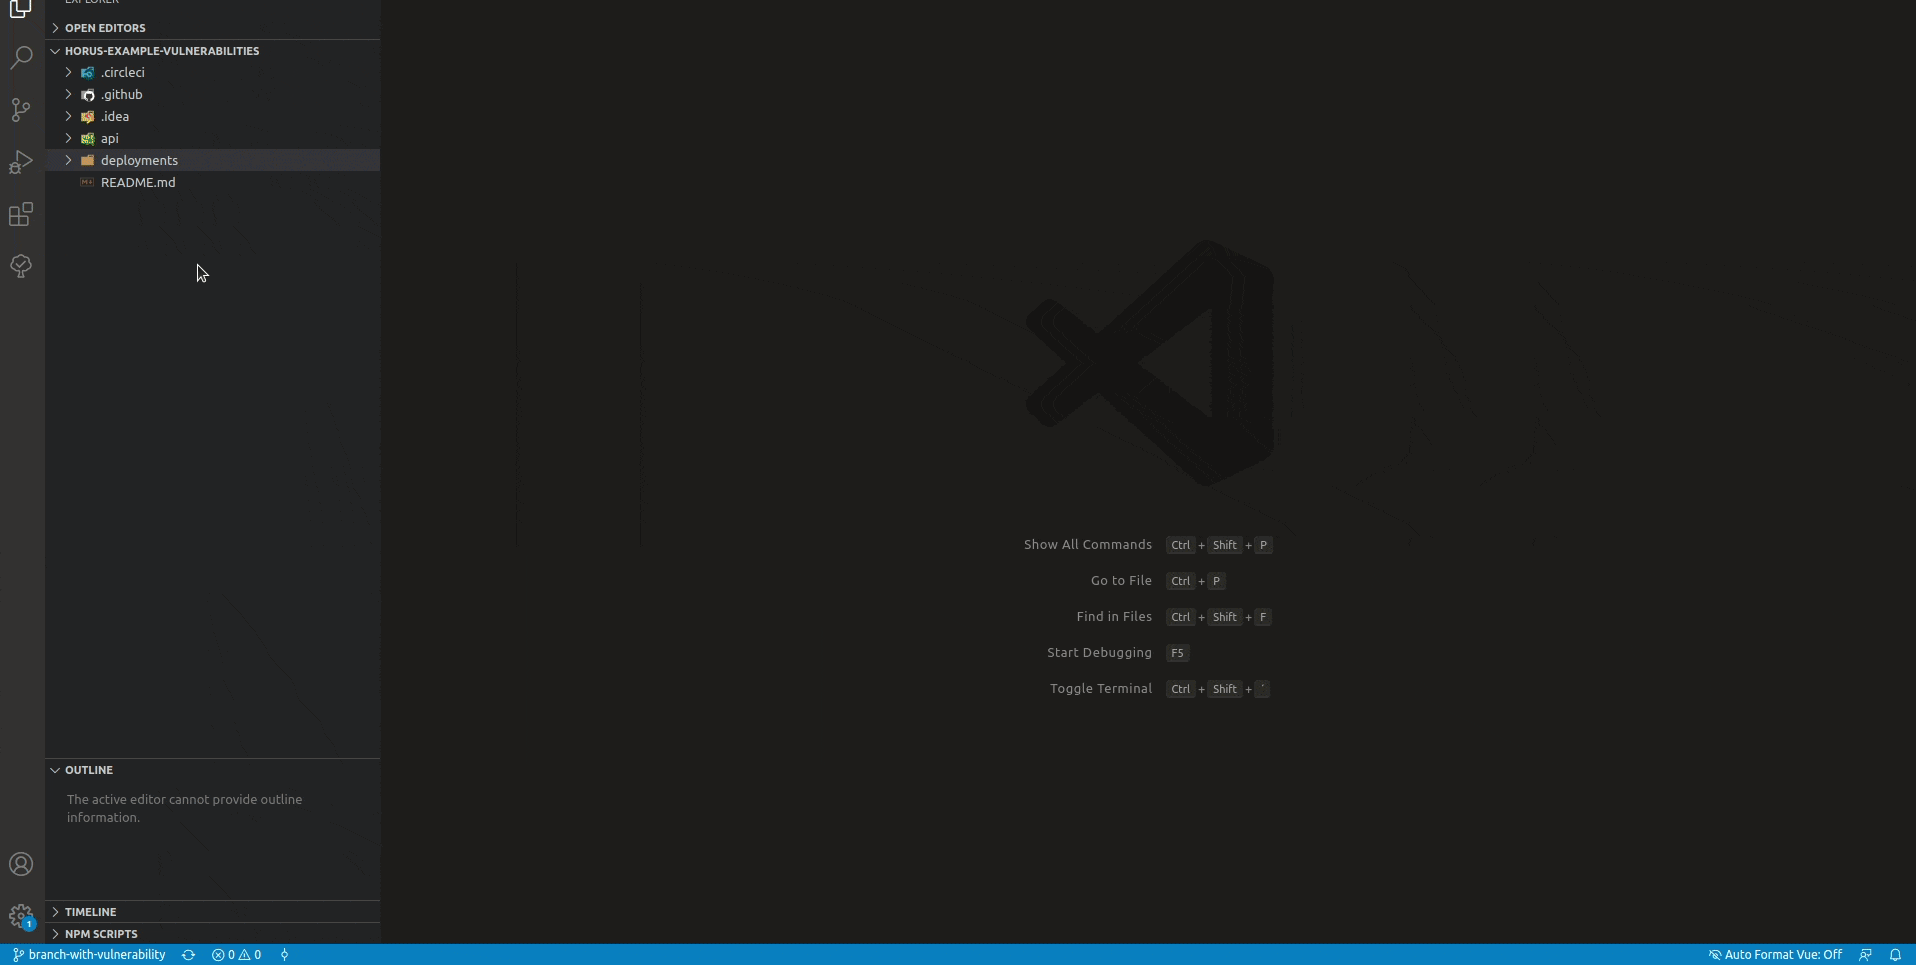 EXPLORER
OPEN EDITORS
HORUS-EXAMPLE-VULNERABILITIES
.circleci
.github
.idea
api
deployments
README.md
Show All Commands Ctrl + Shift + P
Go to File Ctrl + P
Find in Files Ctrl + Shift + F
Start Debugging F5
Toggle Terminal Ctrl + Shift + ´
OUTLINE
The active editor cannot provide outline
information.
TIMELINE
NPM SCRIPTS
1
branch-with-vulnerability 0 0 Auto Format Vue: Off